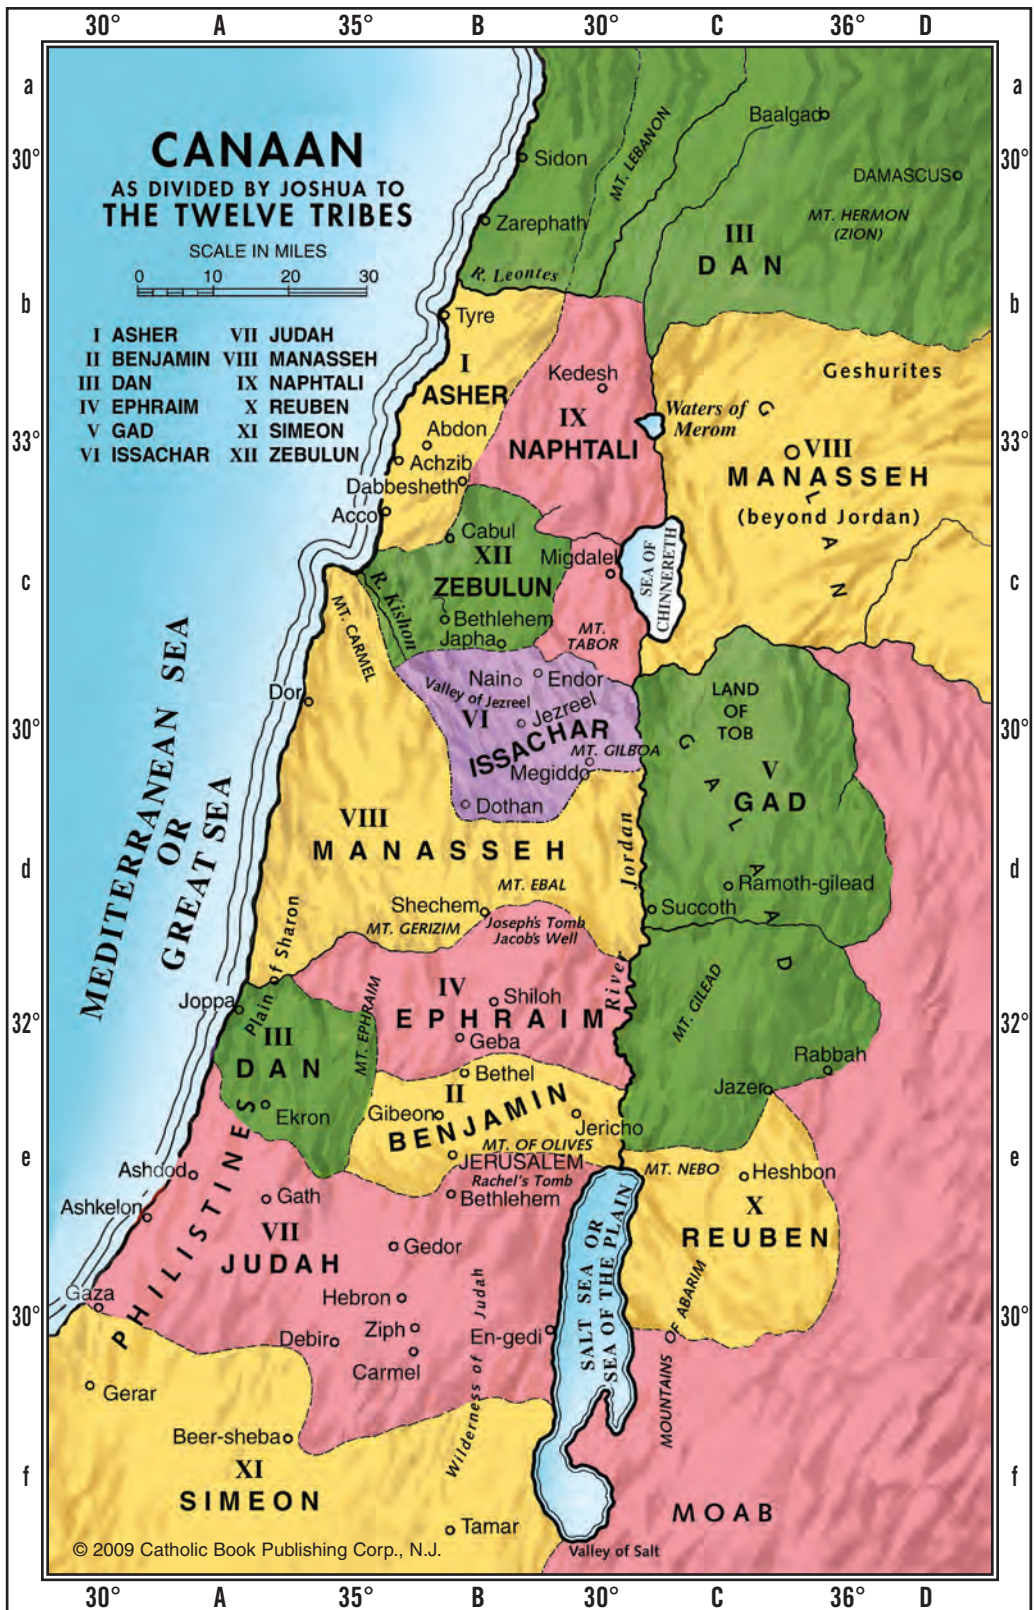 30° A 35° B 30° C 36° D
a
a
CANAAN
AS DIVIDED BY JOSHUA TO
THE TWELVE TRIBES
SCALE IN MILES
0 10 20 30
I ASHER VII JUDAH
II BENJAMIN VIII MANASSEH
III DAN IX NAPHTALI
IV EPHRAIM X REUBEN
V GAD XI SIMEON
VI ISSACHAR XII ZEBULUN
30°
30°
Baalgad
Sidon
MT. LEBANON
DAMASCUS
Zarephath
MT. HERMON
(ZION)
III
DAN
R. Leontes
b
b
Tyre
I
ASHER
Kedesh
Geshurites
IX
NAPHTALI
Waters of
Merom
Abdon
Achzib
33°
33°
VIII
MANASSEH
(beyond Jordan)
GOLAN
Dabbesheth
Acco
Cabul
XII
ZEBULUN
Migdalel
SEA OF
CHINNERETH
c
c
R. Kishon
Bethlehem
Japha
MT.
TABOR
MT. CARMEL
Nain
Endor
Valley of Jezreel
Jezreel
VI
ISSACHAR
MT. GILBOA
Megiddo
Dothan
Dor
30°
30°
LAND
OF
TOB
V
GAD
GALAAD
MEDITERRANEAN SEA
OR
GREAT SEA
VIII
MANASSEH
MT. EBAL
d
d
Jordan
River
Ramoth-gilead
Succoth
Shechem
MT. GERIZIM
Joseph's Tomb
Jacob's Well
Plain of Sharon
Joppa
IV
EPHRAIM
Shiloh
Geba
MT. EPHRAIM
MT. GILEAD
32°
32°
III
DAN
Ekron
Rabbah
Jazer
Bethel
II
BENJAMIN
Gibeon
Jericho
MT. OF OLIVES
JERUSALEM
Rachel's Tomb
Bethlehem
e
e
MT. NEBO
Heshbon
X
REUBEN
Ashdod
Ashkelon
Gath
PHILISTINES
VII
JUDAH
Gedor
Gaza
Hebron
Ziph
Debir
Carmel
En-gedi
Wilderness of Judah
SALT SEA OR
SEA OF THE PLAIN
MOUNTAINS OF ABARIM
30°
30°
Gerar
Beer-sheba
XI
SIMEON
f
f
MOAB
Tamar
Valley of Salt
© 2009 Catholic Book Publishing Corp., N.J.
30° A 35° B 30° C 36° D